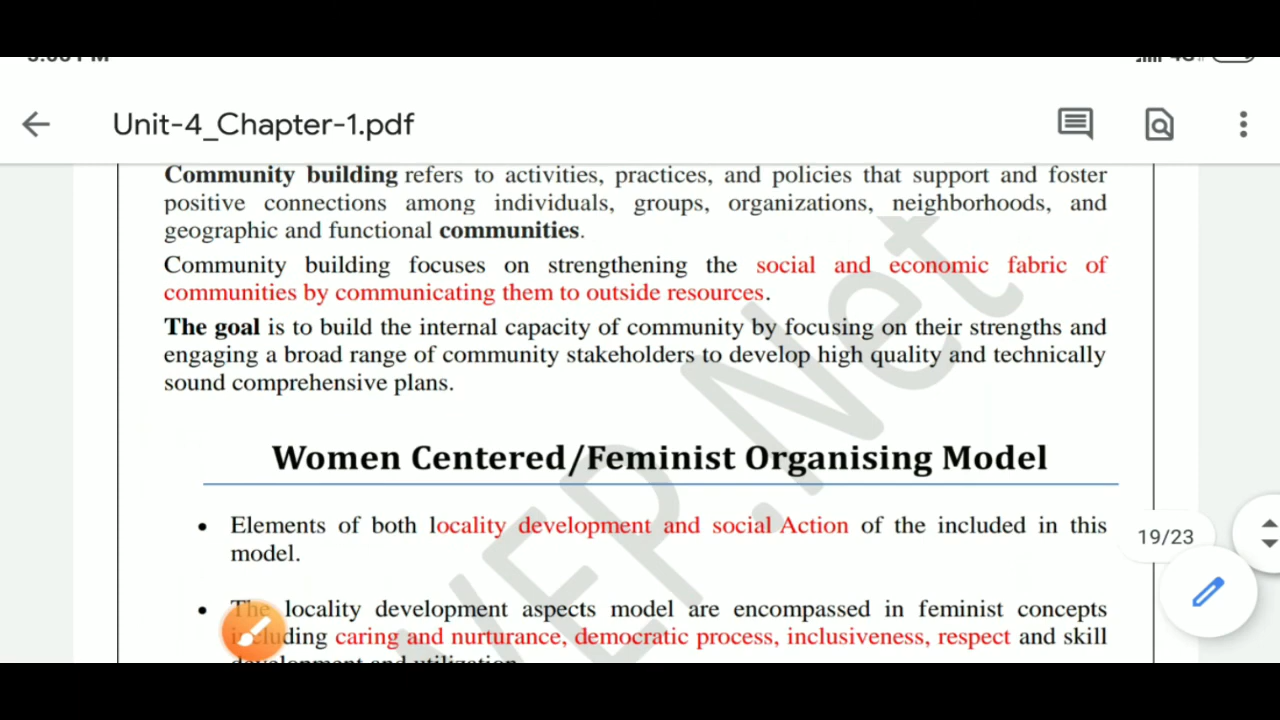 Unit-4_Chapter-1.pdf
Community building refers to activities, practices, and policies that support and foster
positive connections among individuals, groups, organizations, neighborhoods, and
geographic and functional communities.
Community building focuses on strengthening the social and economic fabric of
communities by communicating them to outside resources.
The goal is to build the internal capacity of community by focusing on their strengths and
engaging a broad range of community stakeholders to develop high quality and technically
sound comprehensive plans.
Women Centered/Feminist Organising Model
• Elements of both locality development and social Action of the included in this
model.
19/23
• The locality development aspects model are encompassed in feminist concepts
including caring and nurturance, democratic process, inclusiveness, respect and skill
development and utilization